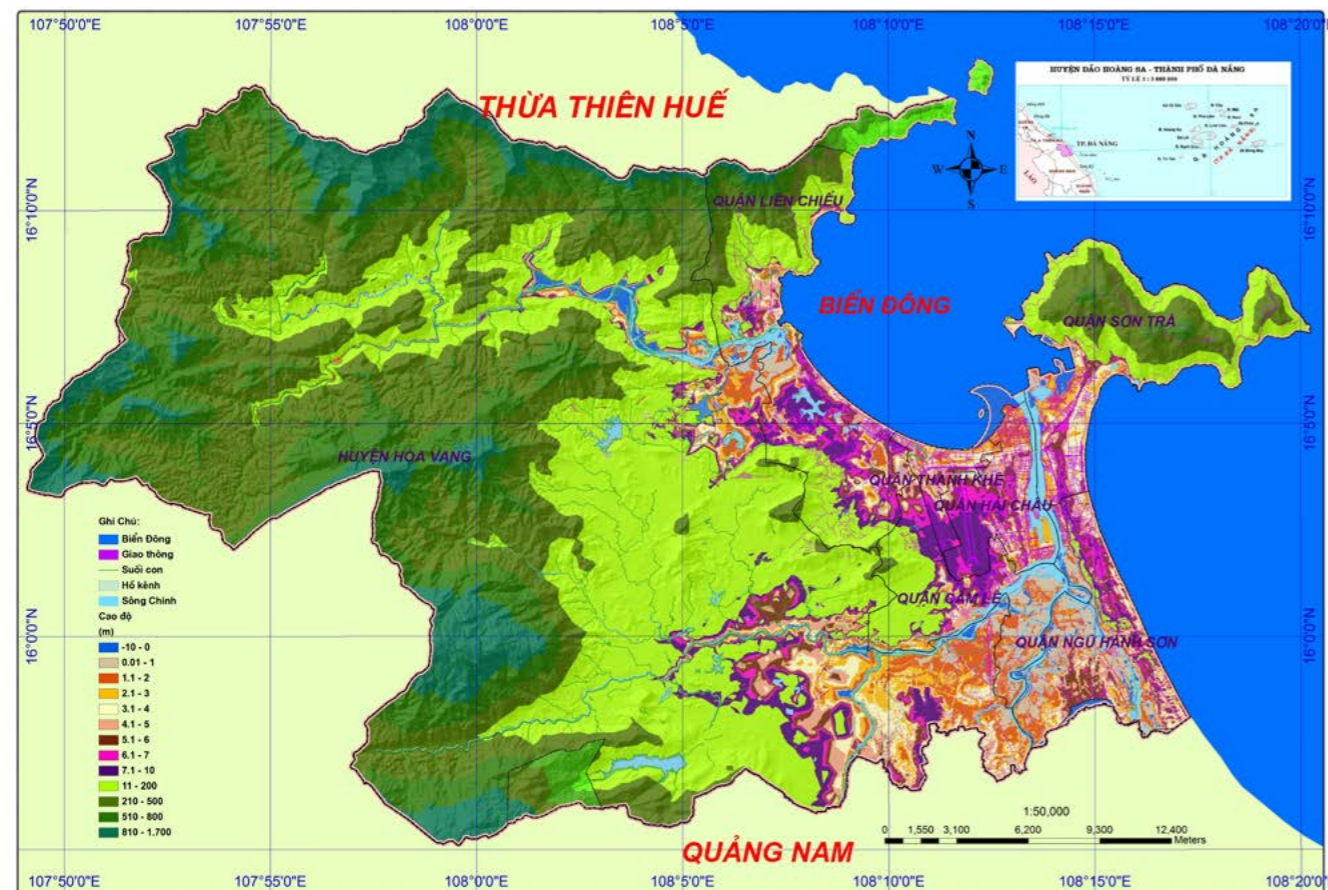 107°50'0"E 107°55'0"E 108°0'0"E 108°5'0"E 108°10'0"E 108°15'0"E
THỪA THIÊN HUẾ
HUYỆN ĐẢO HOÀNG SA - THÀNH PHỐ ĐÀ NẴNG
TP.ĐÀ NẴNG
LÀO
N
W E
S
16°10'0"N 16°10'0"N
QUẬN LIÊN CHIỂU
BIỂN ĐÔNG
QUẬN SƠN TRÀ
16°5'0"N 16°5'0"N
HUYỆN HÒA VANG
QUẬN THANH KHÊ
QUẬN HẢI CHÂU
QUẬN CẨM LỆ
QUẬN NGŨ HÀNH SƠN
16°0'0"N 16°0'0"N
Ghi Chú:
Biển Đông
Giao thông
Suối con
Hồ kênh
Sông Chính
Cao độ
(m)
-10 - 0
0.01 - 1
1.1 - 2
2.1 - 3
3.1 - 4
4.1 - 5
5.1 - 6
6.1 - 7
7.1 - 10
11 - 200
210 - 500
510 - 800
810 - 1,700
1:50,000
0 1,550 3,100 6,200 9,300 12,400
Meters
QUẢNG NAM
107°50'0"E 107°55'0"E 108°0'0"E 108°5'0"E 108°10'0"E 108°15'0"E